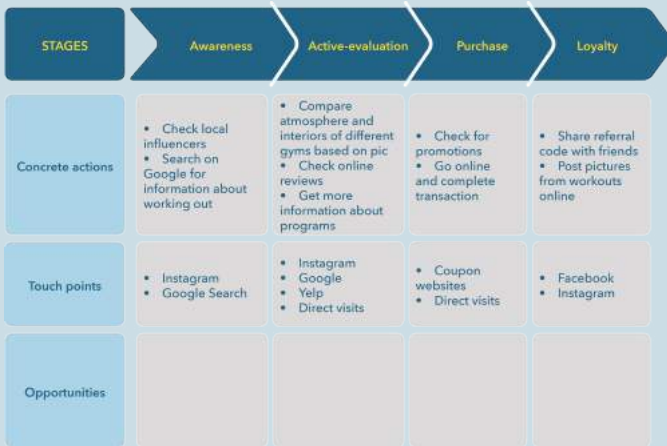 STAGES
Awareness
Active-evaluation
Purchase
Loyalty
Concrete actions
• Check local
influencers
• Search on
Google for
information about
working out
• Compare
atmosphere and
interiors of different
gyms based on pic
• Check online
reviews
• Get more
information about
programs
• Check for
promotions
• Go online
and complete
transaction
• Share referral
code with friends
• Post pictures
from workouts
online
Touch points
• Instagram
• Google Search
• Instagram
• Google
• Yelp
• Direct visits
• Coupon
websites
• Direct visits
• Facebook
• Instagram
Opportunities